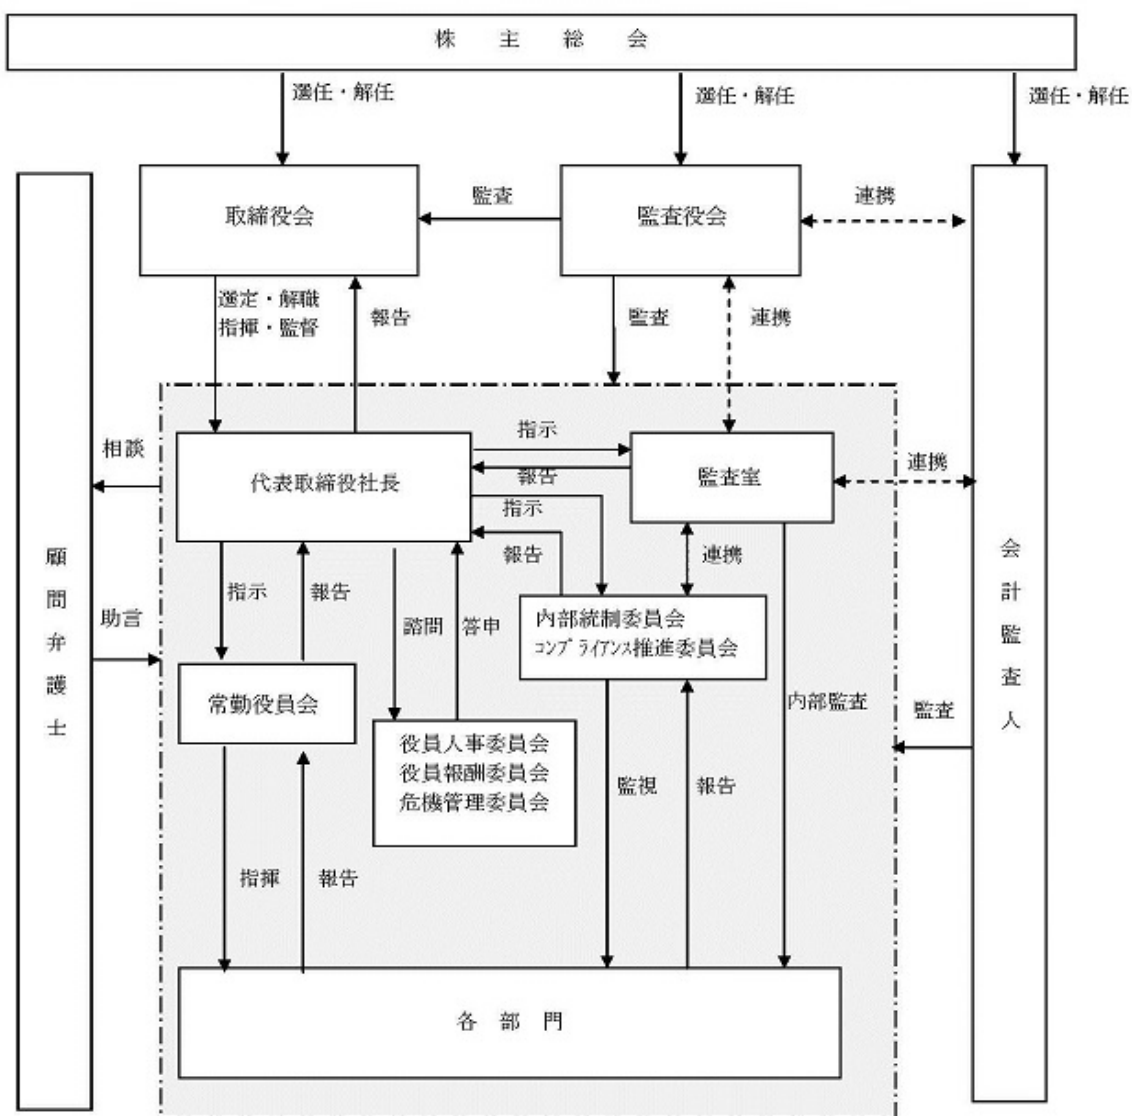 株主総会
選任・解任
選任・解任
選任・解任
取締役会
監査
監査役会
連携
選定・解職
指揮・監督
報告
監査
連携
相談
代表取締役社長
指示
報告
指示
報告
監査室
連携
連携
顧問弁護士
助言
指示
報告
諮問
答申
内部統制委員会
コンプライアンス推進委員会
会計監査人
常勤役員会
内部監査
監査
役員人事委員会
役員報酬委員会
危機管理委員会
監視
報告
指揮
報告
各部門